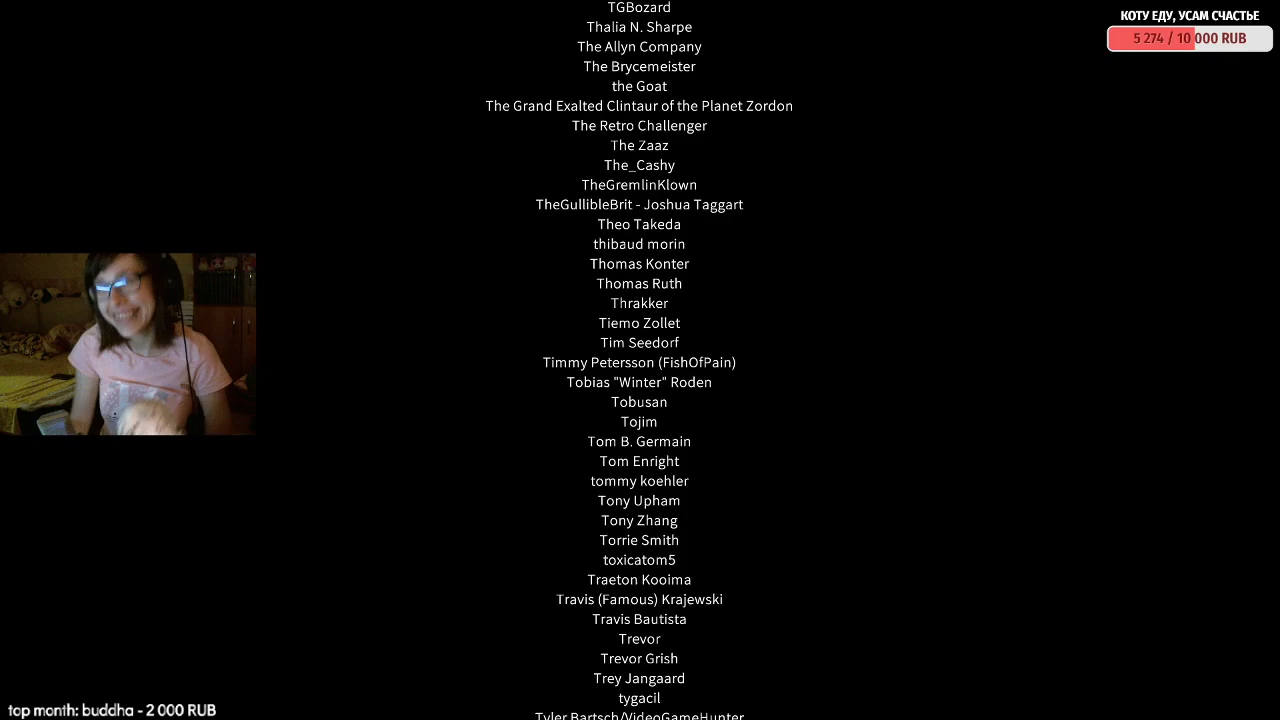 TGBozard
Thalia N. Sharpe
The Allyn Company
The Brycemeister
the Goat
The Grand Exalted Clintaur of the Planet Zordon
The Retro Challenger
The Zaaz
The_Cashy
TheGremlinKlown
TheGullibleBrit - Joshua Taggart
Theo Takeda
thibaud morin
Thomas Konter
Thomas Ruth
Thrakker
Tiemo Zollet
Tim Seedorf
Timmy Petersson (FishOfPain)
Tobias "Winter" Roden
Tobusan
Tojim
Tom B. Germain
Tom Enright
tommy koehler
Tony Upham
Tony Zhang
Torrie Smith
toxicatom5
Traeton Kooima
Travis (Famous) Krajewski
Travis Bautista
Trevor
Trevor Grish
Trey Jangaard
tygacil
Tyler Bartsch/VideoGameHunter
КОТУ ЕДУ, УСАМ СЧАСТЬЕ
5 274 / 10 000 RUB
top month: buddha - 2 000 RUB